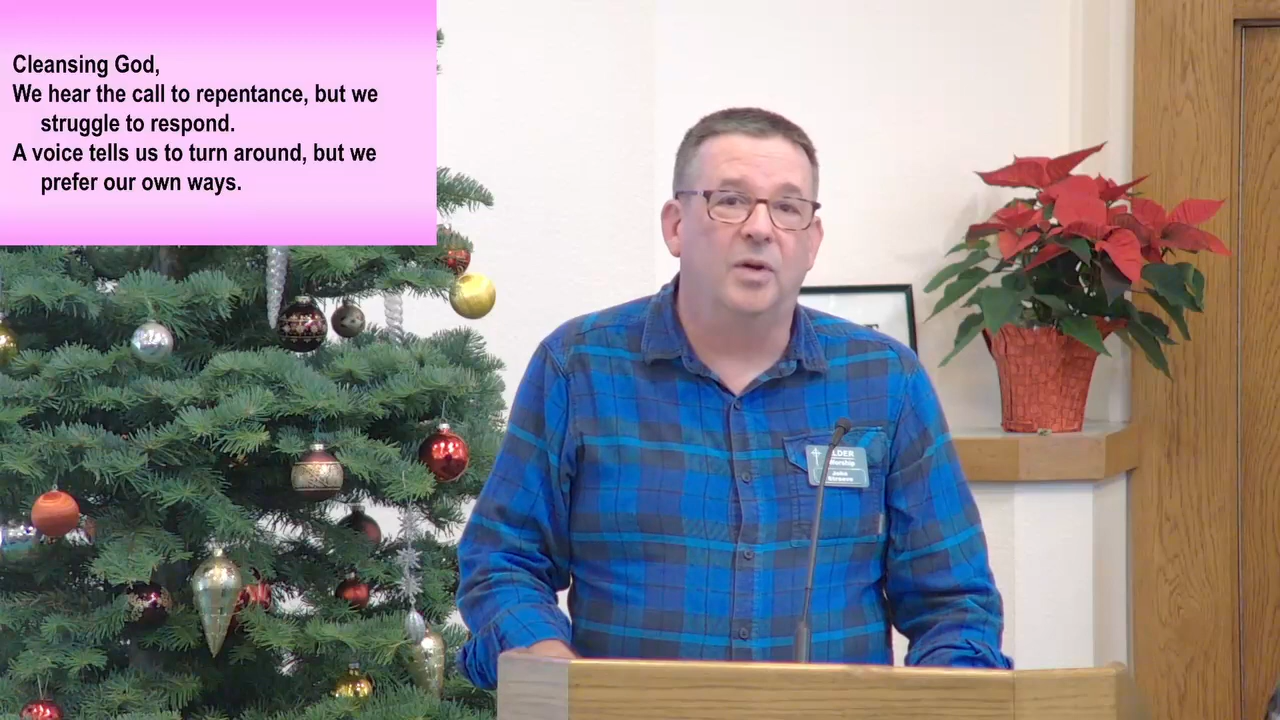 Cleansing God,
We hear the call to repentance, but we
struggle to respond.
A voice tells us to turn around, but we
prefer our own ways.
ELDER
Worship
John